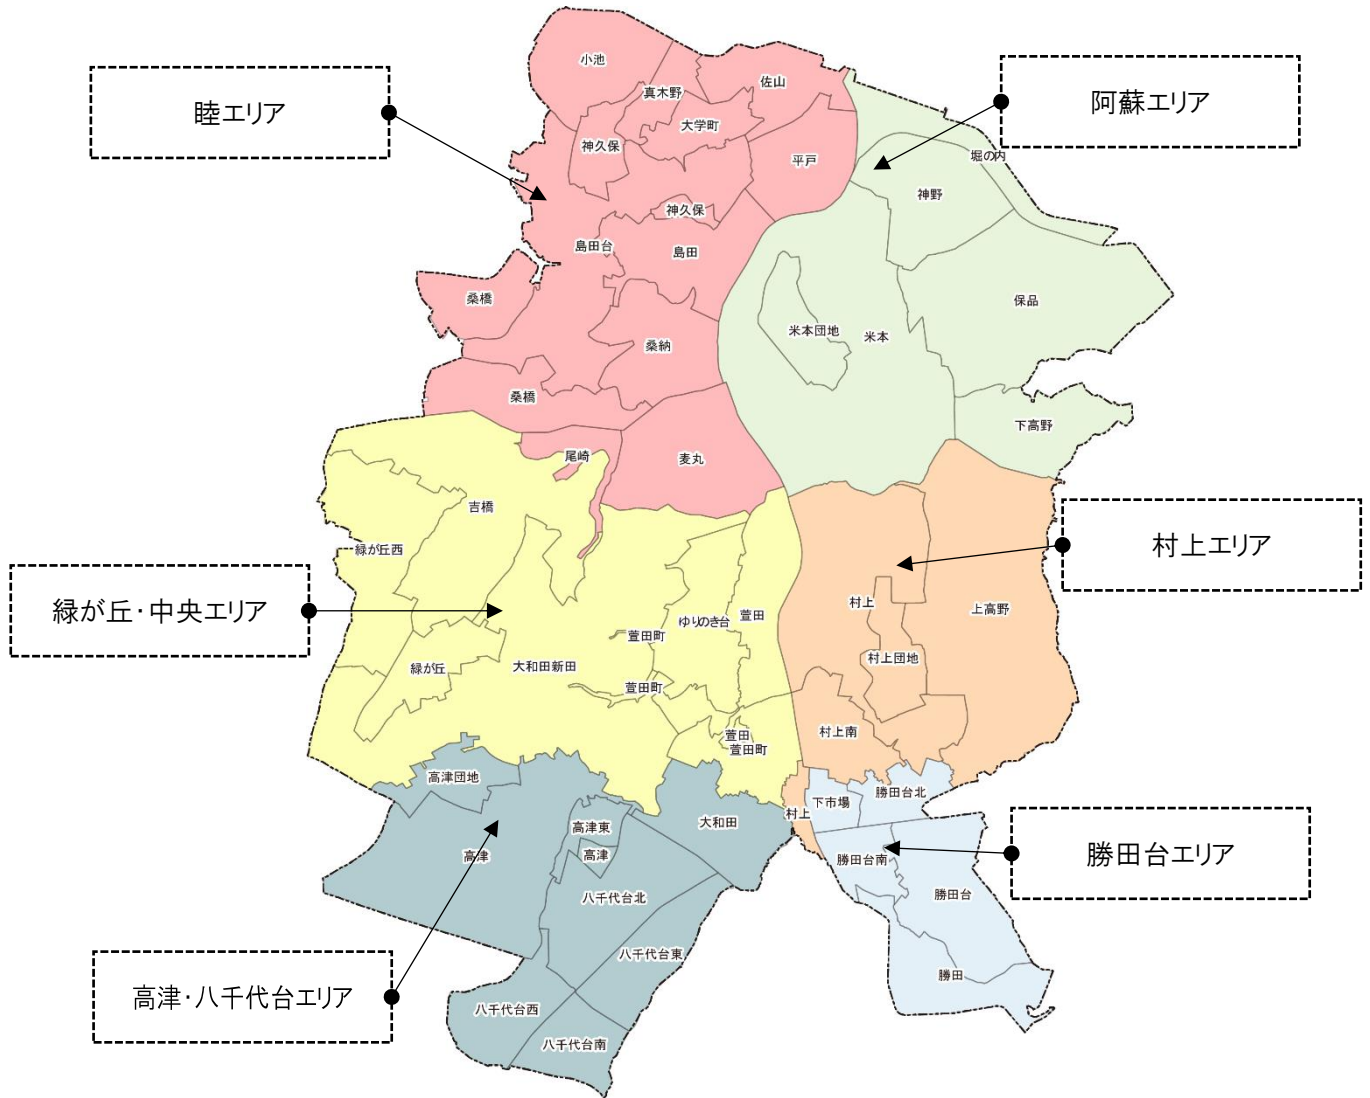 小池
真木野
佐山
睦エリア
阿蘇エリア
大学町
神久保
平戸
堀の内
神野
神久保
島田台
島田
桑橋
保品
米本団地
米本
桑納
桑橋
下高野
尾崎
麦丸
吉橋
緑が丘西
村上エリア
緑が丘・中央エリア
村上
上高野
ゆりのき台
萱田
萱田町
村上団地
緑が丘
大和田新田
萱田町
村上南
萱田
萱田町
高津団地
勝田台北
下市場
村上
大和田
高津東
高津
高津
勝田台南
勝田台エリア
八千代台北
勝田台
八千代台東
勝田
高津・八千代台エリア
八千代台西
八千代台南